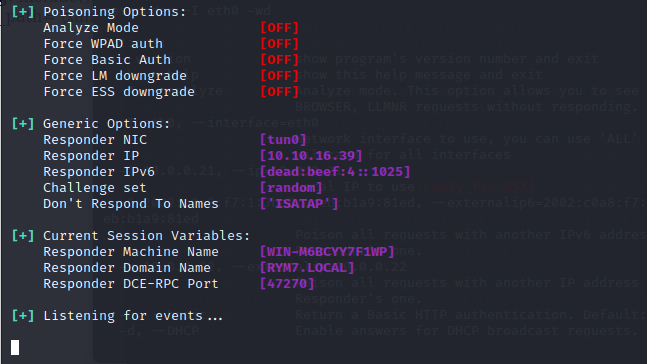 [+] Poisoning Options:
Analyze Mode [OFF]
Force WPAD auth [OFF]
Force Basic Auth [OFF]
Force LM downgrade [OFF]
Force ESS downgrade [OFF]
[+] Generic Options:
Responder NIC [tun0]
Responder IP [10.10.16.39]
Responder IPv6 [dead:beef:4::1025]
Challenge set [random]
Don't Respond To Names ['ISATAP']
[+] Current Session Variables:
Responder Machine Name [WIN-M6BCYY7F1WP]
Responder Domain Name [RYM7.LOCAL]
Responder DCE-RPC Port [47270]
[+] Listening for events...